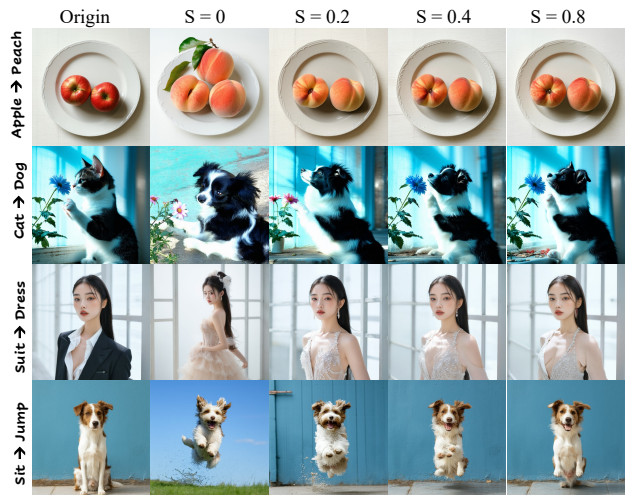 Origin S = 0 S = 0.2 S = 0.4 S = 0.8
Apple → Peach
Cat → Dog
Suit → Dress
Sit → Jump